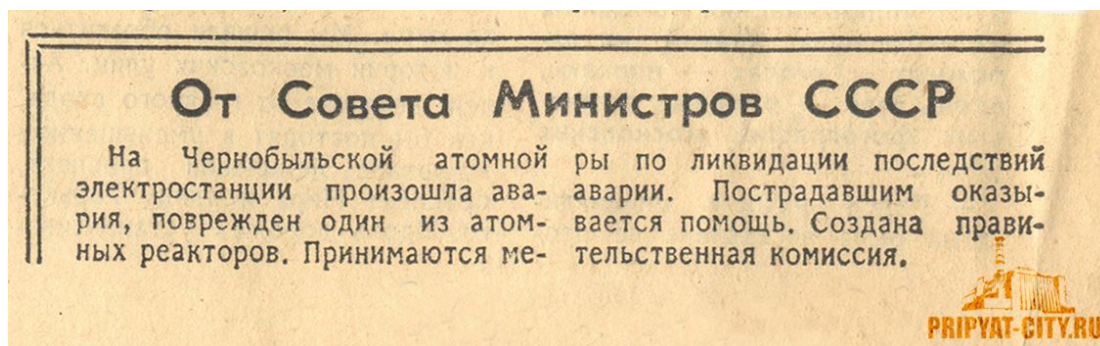 От Совета Министров СССР
На Чернобыльской атомной
электростанции произошла ава-
рия, поврежден один из атом-
ных реакторов. Принимаются ме-
ры по ликвидации последствий
аварии. Пострадавшим оказы-
вается помощь. Создана прави-
тельственная комиссия.
PRIPYAT-CITY.RU